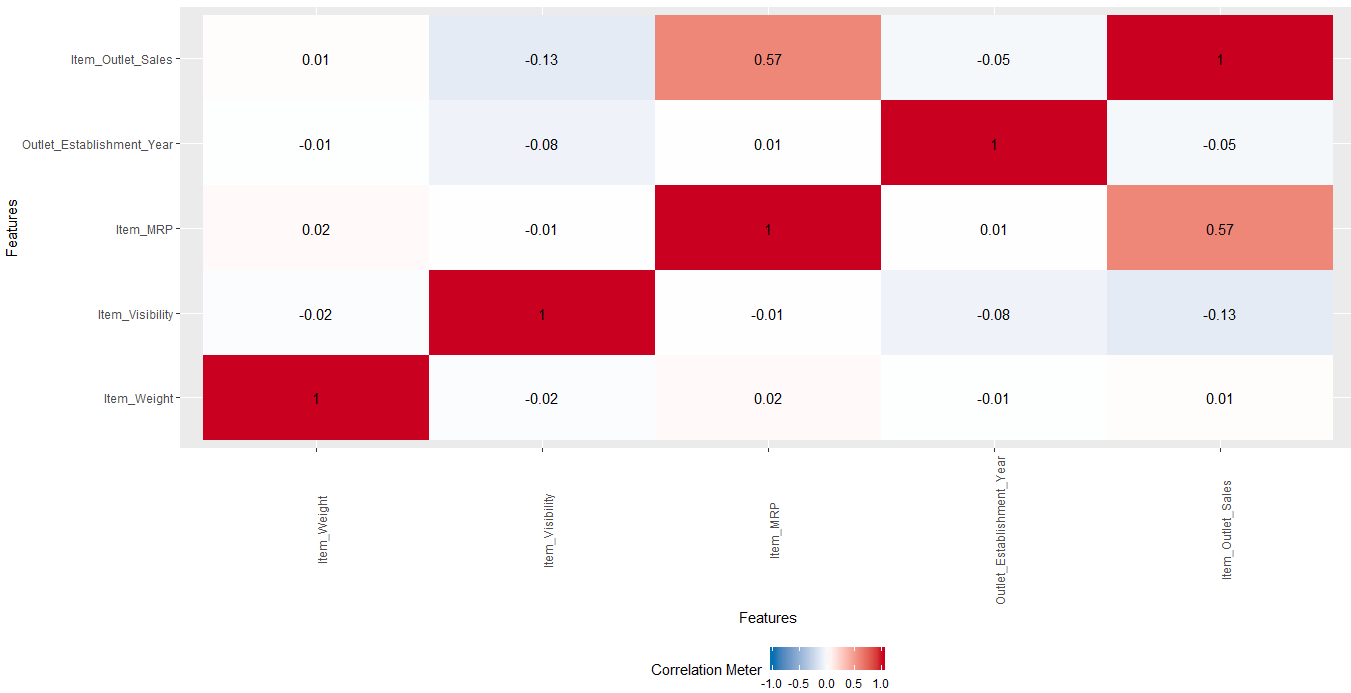 Item_Outlet_Sales
0.01 -0.13 0.57 -0.05 1
Outlet_Establishment_Year
-0.01 -0.08 0.01 1 -0.05
Item_MRP
0.02 -0.01 1 0.01 0.57
Item_Visibility
-0.02 1 -0.01 -0.08 -0.13
Item_Weight
1 -0.02 0.02 -0.01 0.01
Features
Item_Weight
Item_Visibility
Item_MRP
Outlet_Establishment_Year
Item_Outlet_Sales
Features
Correlation Meter
-1.0 -0.5 0.0 0.5 1.0